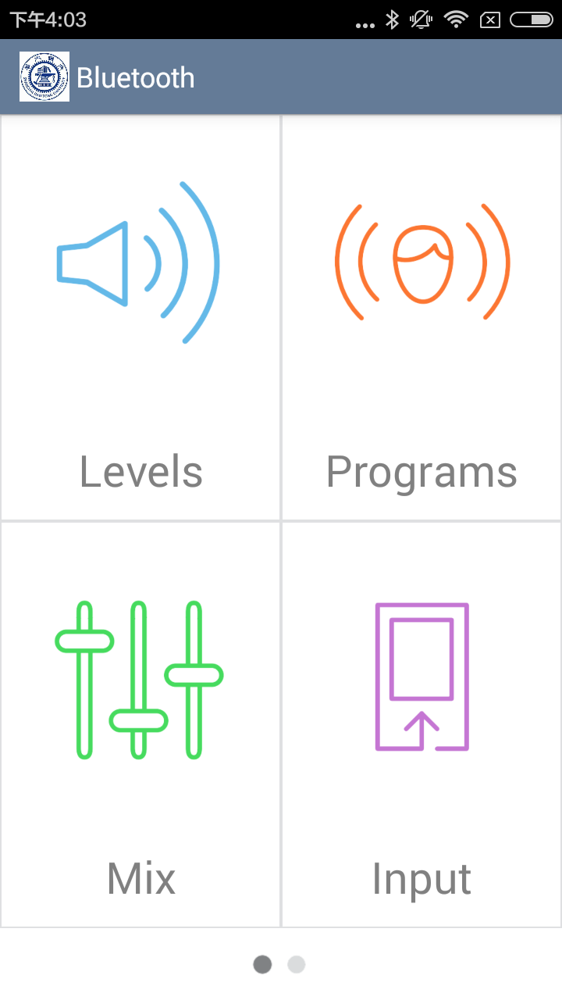 下午4:03
Bluetooth
Levels
Programs
Mix
Input